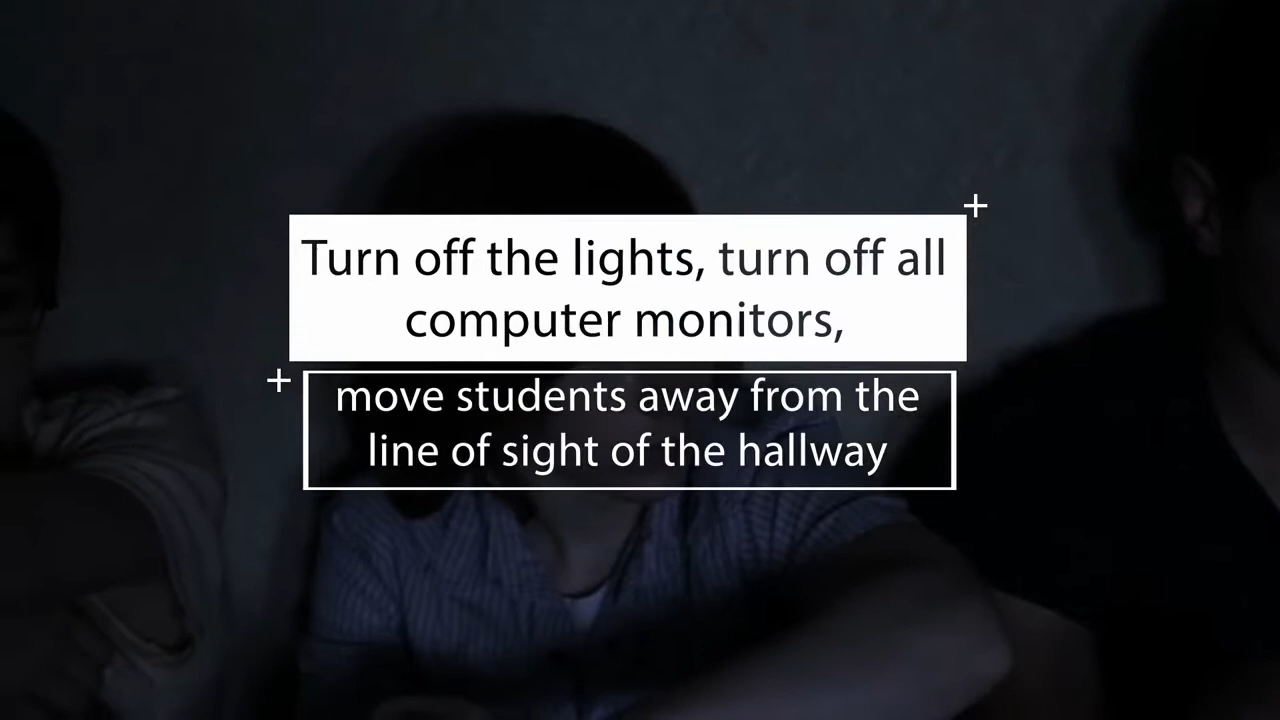 Turn off the lights, turn off all
computer monitors,
move students away from the
line of sight of the hallway